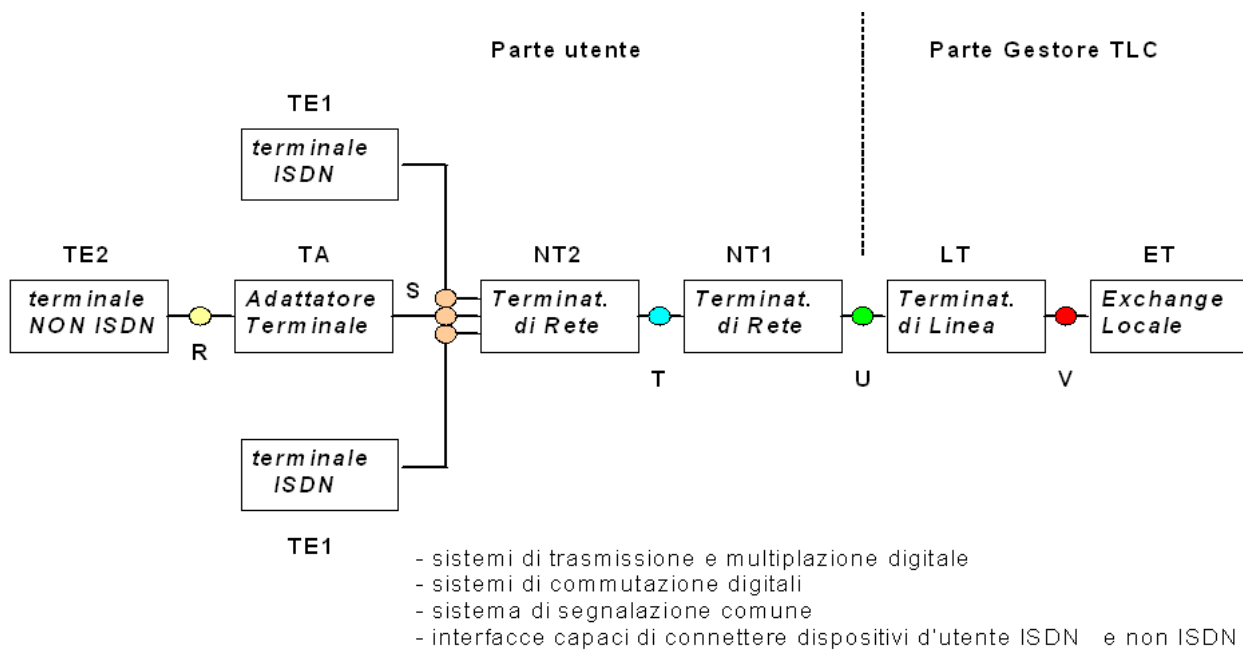 Parte utente
Parte Gestore TLC
TE1
terminale
ISDN
TE2
TA
S
NT2
NT1
LT
ET
terminale
NON ISDN
Adattatore
Terminale
Terminat.
di Rete
Terminat.
di Rete
Terminat.
di Linea
Exchange
Locale
R
T
U
V
terminale
ISDN
TE1
- sistemi di trasmissione e multiplazione digitale
- sistemi di commutazione digitali
- sistema di segnalazione comune
- interfacce capaci di connettere dispositivi d'utente ISDN e non ISDN